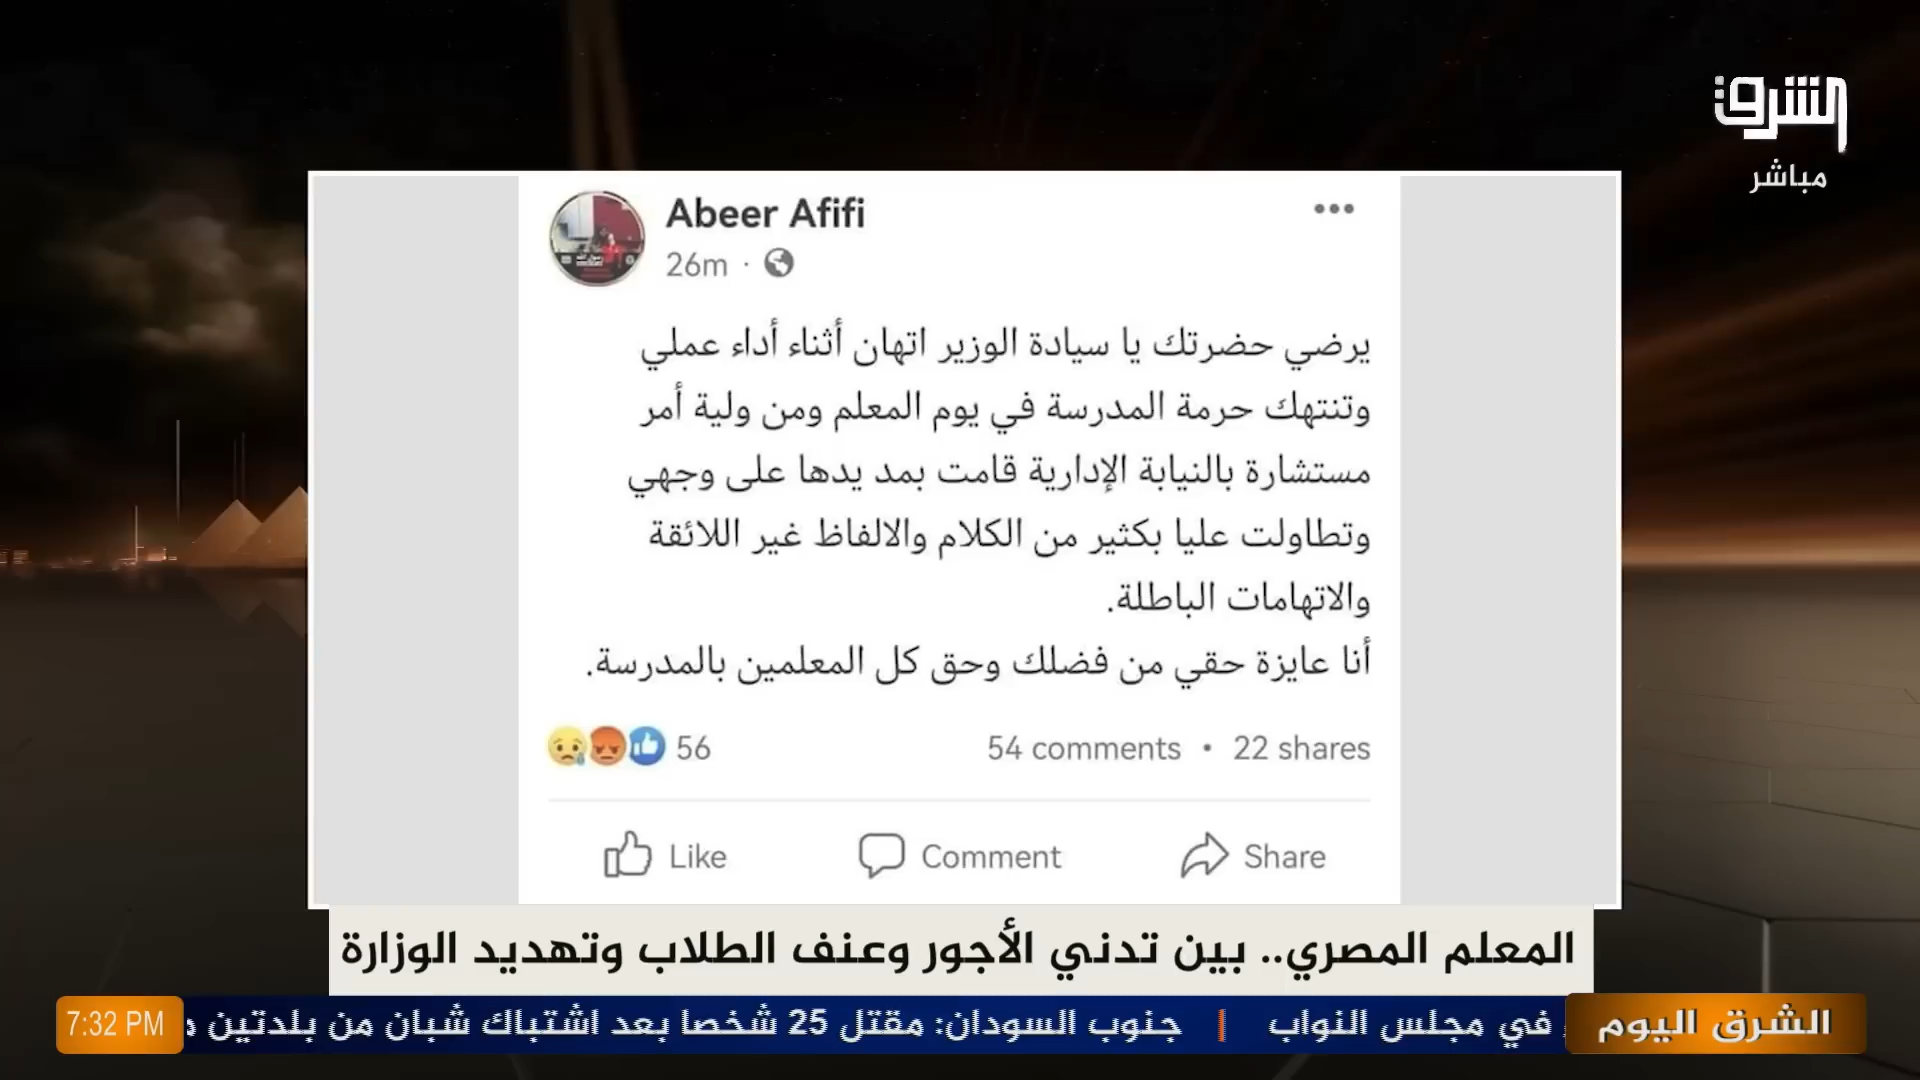 الشرق
مباشر
Abeer Afifi
26m
يرضي حضرتك يا سيادة الوزير اتهان أثناء أداء عملي
وتنتهك حرمة المدرسة في يوم المعلم ومن ولية أمر
مستشارة بالنيابة الإدارية قامت بمد يدها على وجهي
وتطاولت عليا بكثير من الكلام والالفاظ غير اللائقة
والاتهامات الباطلة.
أنا عايزة حقي من فضلك وحق كل المعلمين بالمدرسة.
56 54 comments • 22 shares
Like Comment Share
المعلم المصري.. بين تدني الأجور وعنف الطلاب وتهديد الوزارة
الشرق اليوم
في مجلس النواب | جنوب السودان: مقتل 25 شخصا بعد اشتباك شبان من بلدتين
7:32 PM